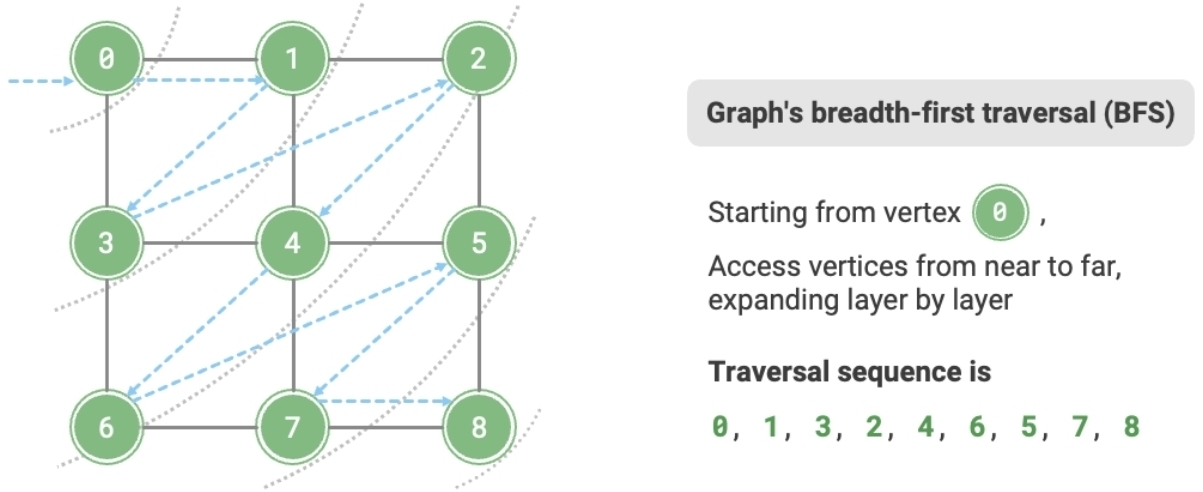 0 1 2
3 4 5
6 7 8
Graph's breadth-first traversal (BFS)
Starting from vertex 0 ,
Access vertices from near to far,
expanding layer by layer
Traversal sequence is
0, 1, 3, 2, 4, 6, 5, 7, 8